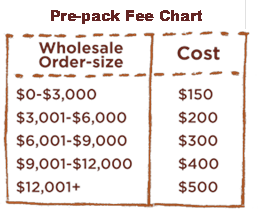 Pre-pack Fee Chart
Wholesale Cost
Order-size
$0-$3,000 $150
$3,001-$6,000 $200
$6,001-$9,000 $300
$9,001-$12,000 $400
$12,001+ $500